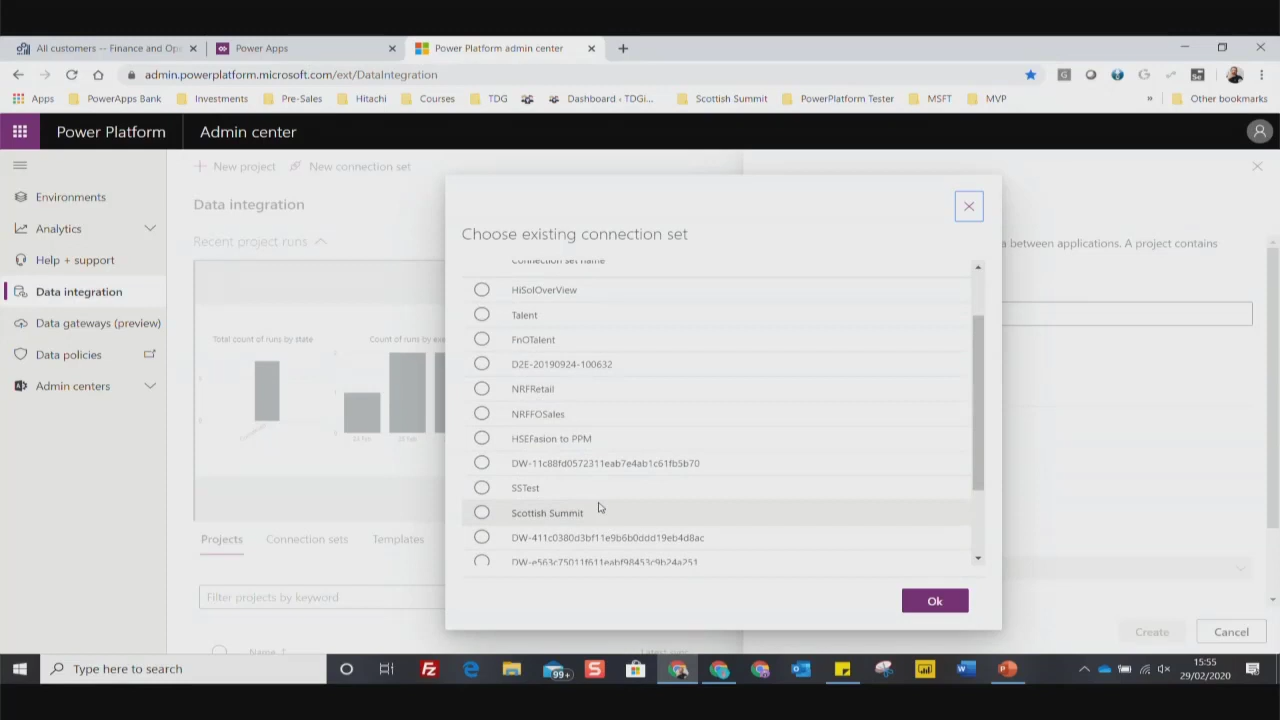 All customers -- Finance and Ope
Power Apps
Power Platform admin center
admin.powerplatform.microsoft.com/ext/DataIntegration
Apps
PowerApps Bank
Investments
Pre-Sales
Hitachi
Courses
TDG
Dashboard ‹ TDGi...
Scottish Summit
PowerPlatform Tester
MSFT
MVP
»
Other bookmarks
Power Platform
Admin center
Environments
Analytics
Help + support
Data integration
Data gateways (preview)
Data policies
Admin centers
New project
New connection set
Data integration
Recent project runs
Total count of runs by state
Count of runs by exe
Projects
Connection sets
Templates
Filter projects by keyword
Name ↑
Latest sync
a between applications. A project contains
Create
Cancel
Choose existing connection set
Connection set name
HiSolOverView
Talent
FnOTalent
D2E-20190924-100632
NRFRetail
NRFFOSales
HSEFasion to PPM
DW-11c88fd0572311eab7e4ab1c61fb5b70
SSTest
Scottish Summit
DW-411c0380d3bf11e9b6b0ddd19eb4d8ac
DW-e563c75011f611eabf98453c9b24a251
Ok
Type here to search
99+
15:55
29/02/2020